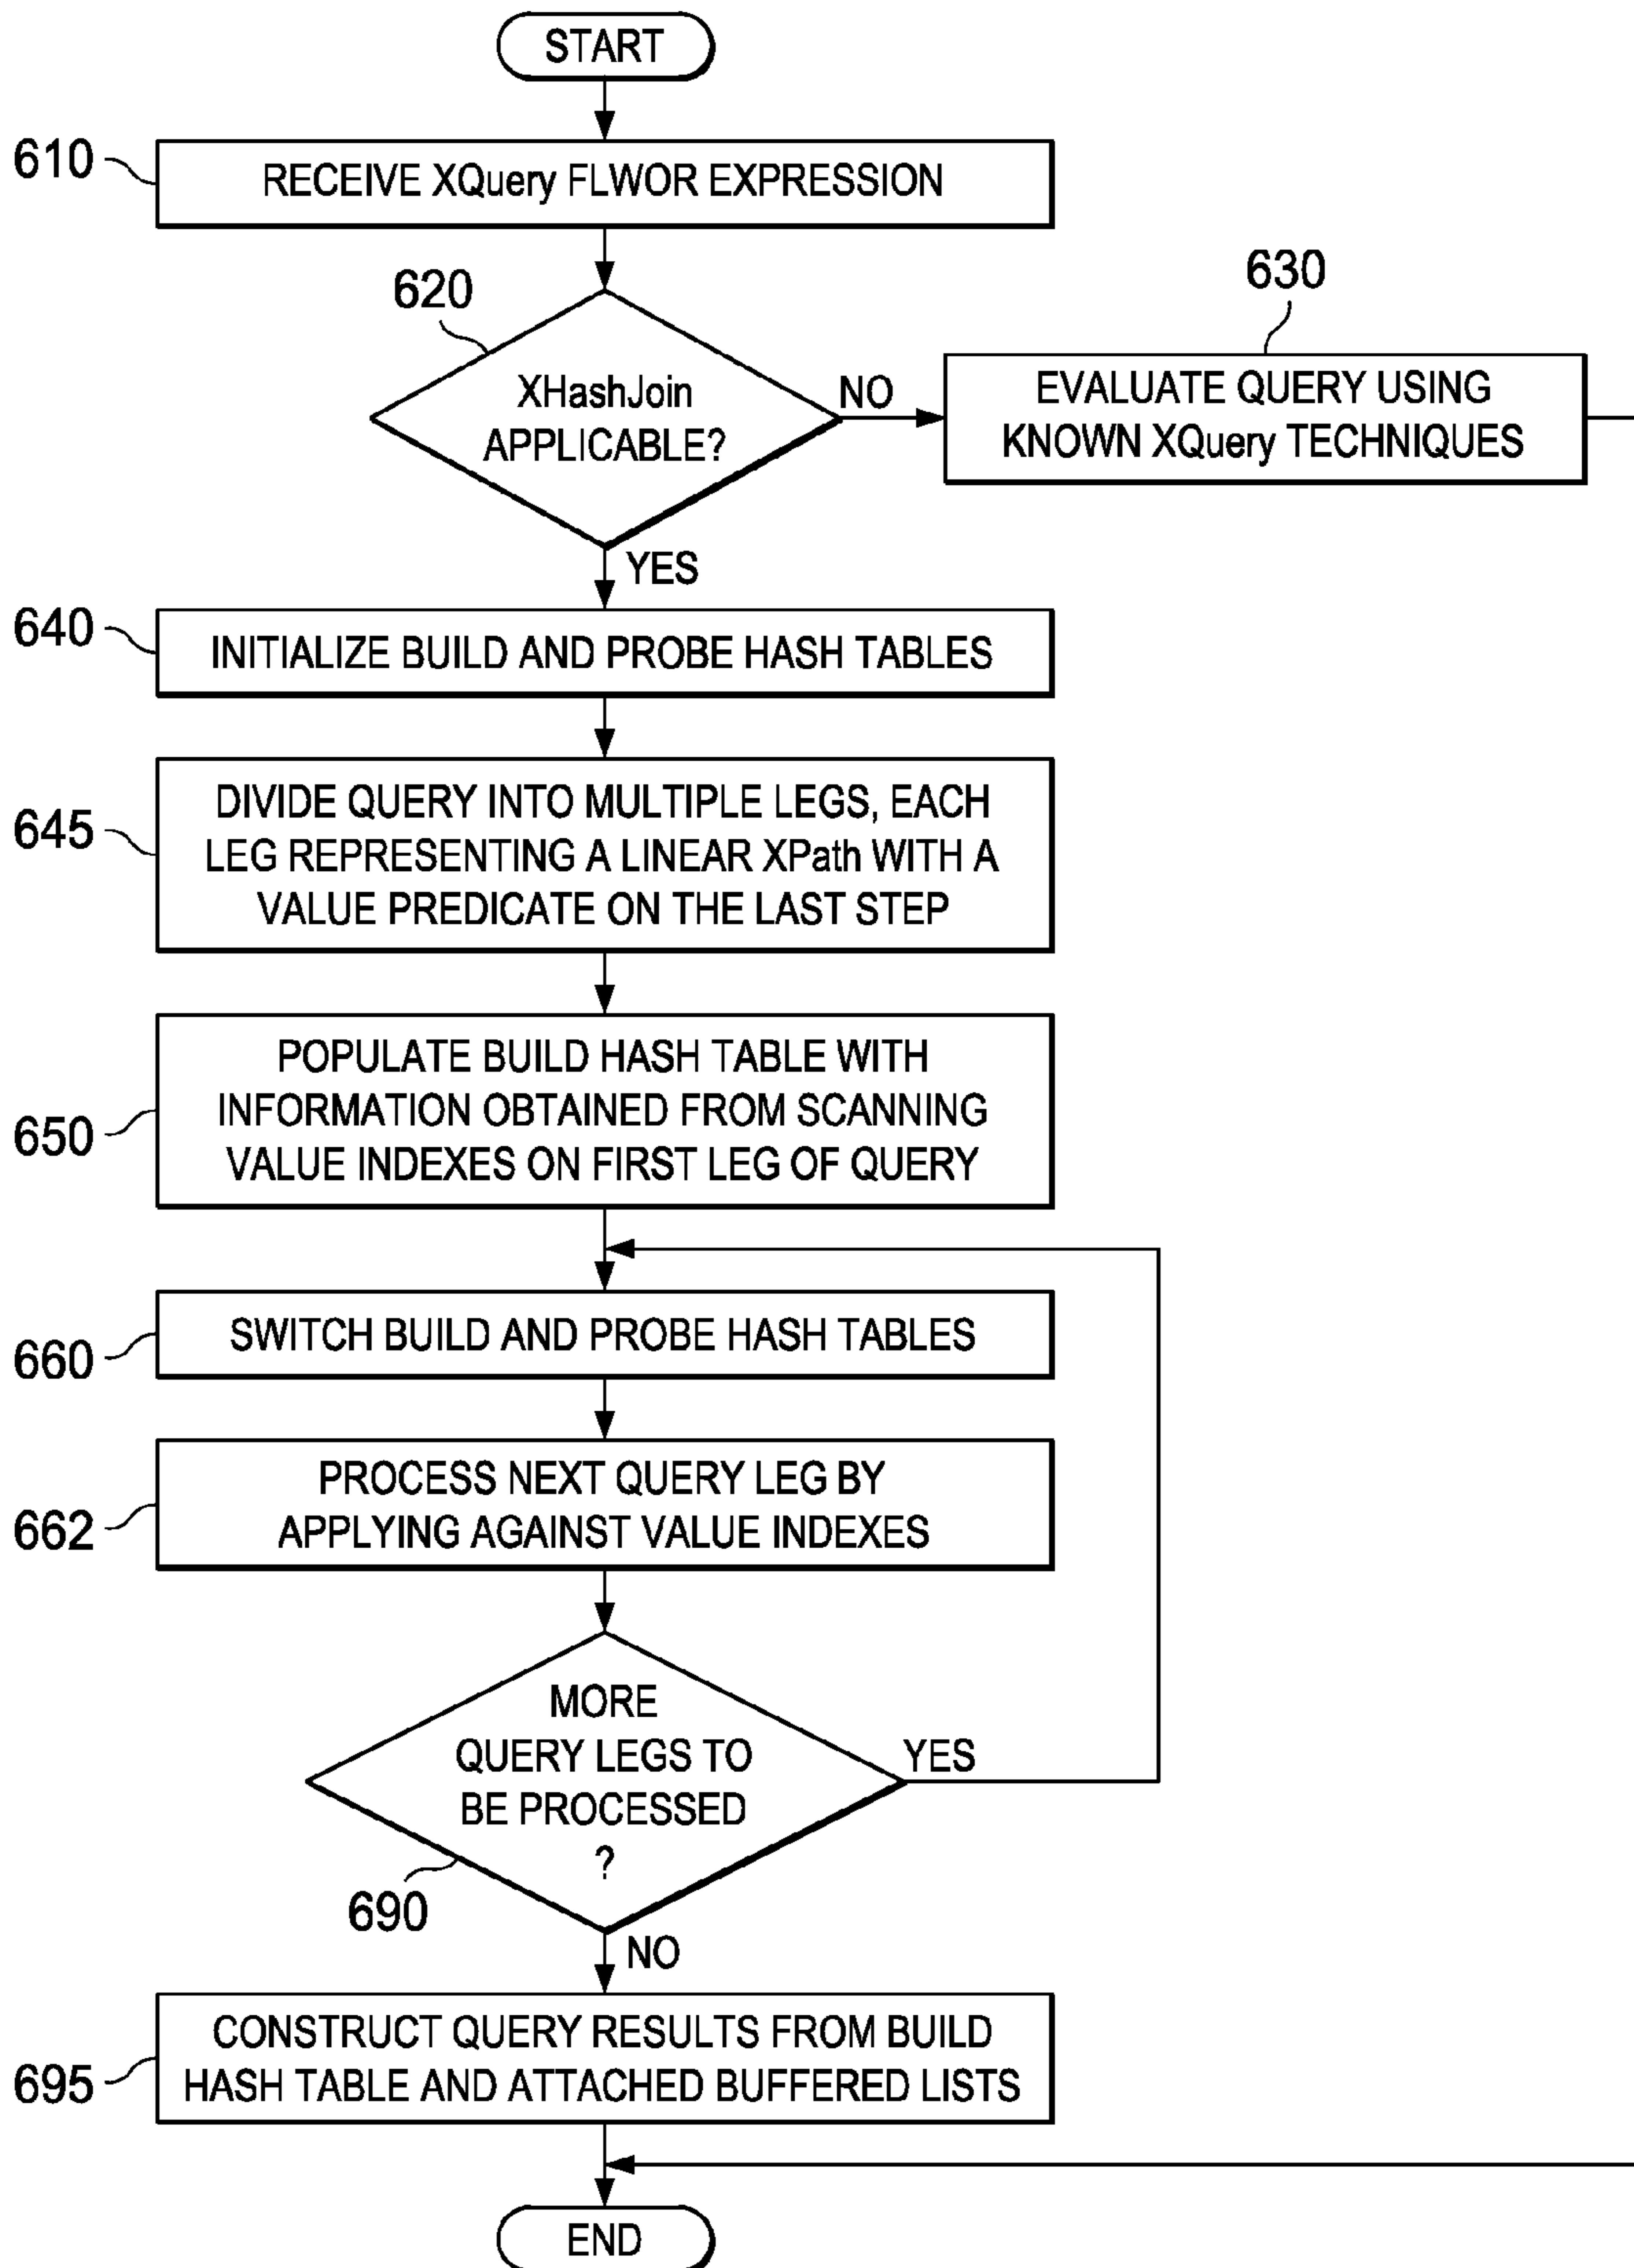 START
610
RECEIVE XQuery FLWOR EXPRESSION
620
XHashJoin
APPLICABLE?
NO
630
EVALUATE QUERY USING
KNOWN XQuery TECHNIQUES
YES
640
INITIALIZE BUILD AND PROBE HASH TABLES
645
DIVIDE QUERY INTO MULTIPLE LEGS, EACH
LEG REPRESENTING A LINEAR XPath WITH A
VALUE PREDICATE ON THE LAST STEP
650
POPULATE BUILD HASH TABLE WITH
INFORMATION OBTAINED FROM SCANNING
VALUE INDEXES ON FIRST LEG OF QUERY
660
SWITCH BUILD AND PROBE HASH TABLES
662
PROCESS NEXT QUERY LEG BY
APPLYING AGAINST VALUE INDEXES
MORE
QUERY LEGS TO
BE PROCESSED
?
YES
690
NO
695
CONSTRUCT QUERY RESULTS FROM BUILD
HASH TABLE AND ATTACHED BUFFERED LISTS
END